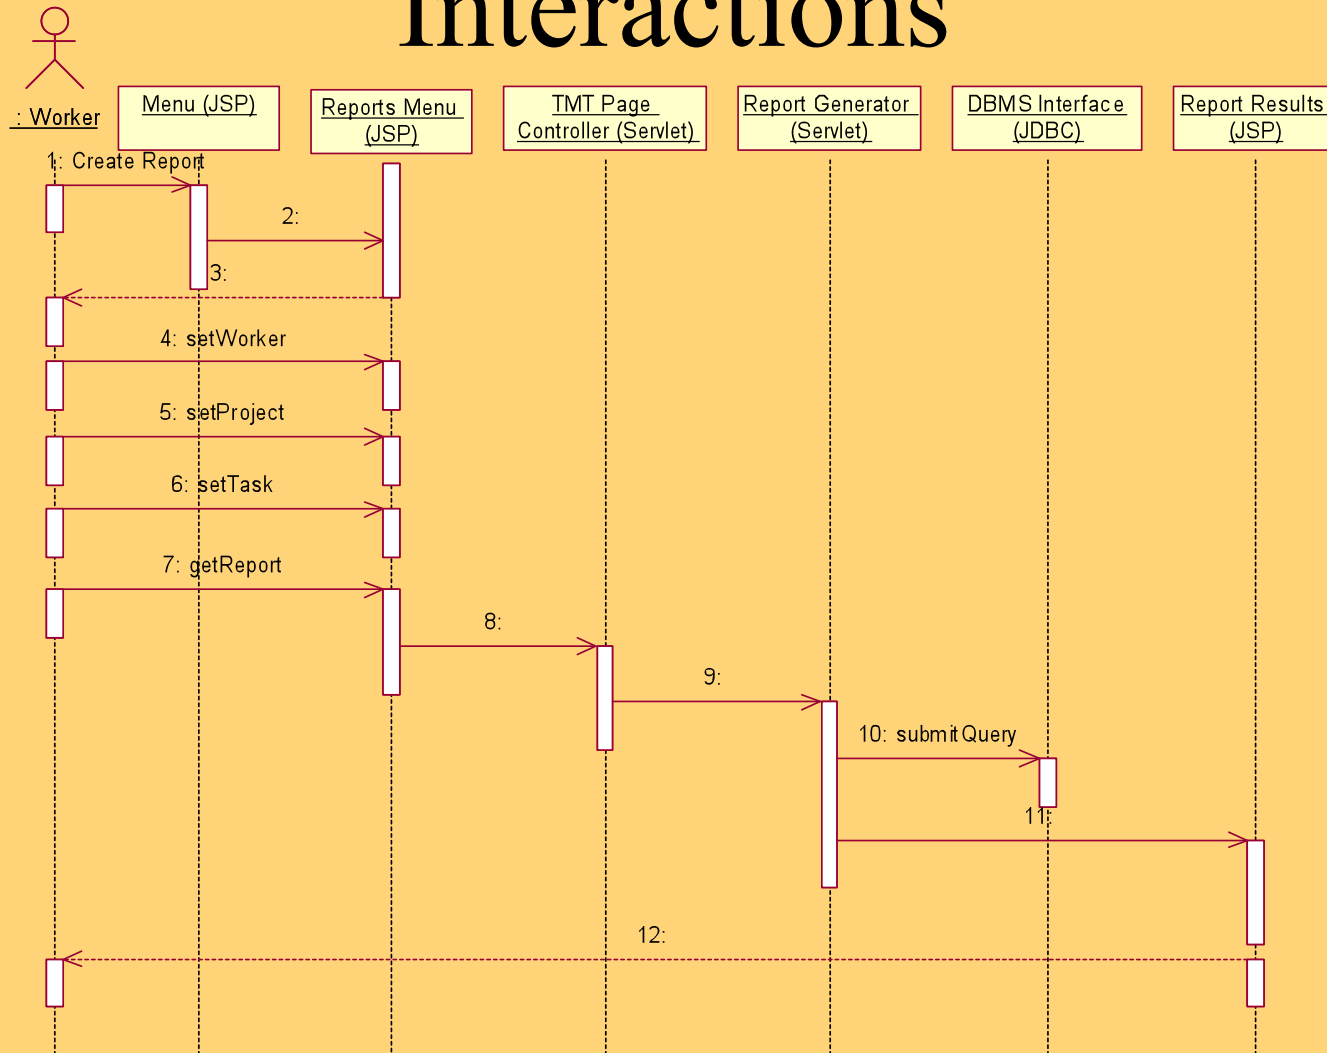 Interactions
: Worker
Menu (JSP)
Reports Menu
(JSP)
TMT Page
Controller (Servlet)
Report Generator
(Servlet)
DBMS Interface
(JDBC)
Report Results
(JSP)
1: Create Report
2:
3:
4: setWorker
5: setProject
6: setTask
7: getReport
8:
9:
10: submitQuery
11:
12: